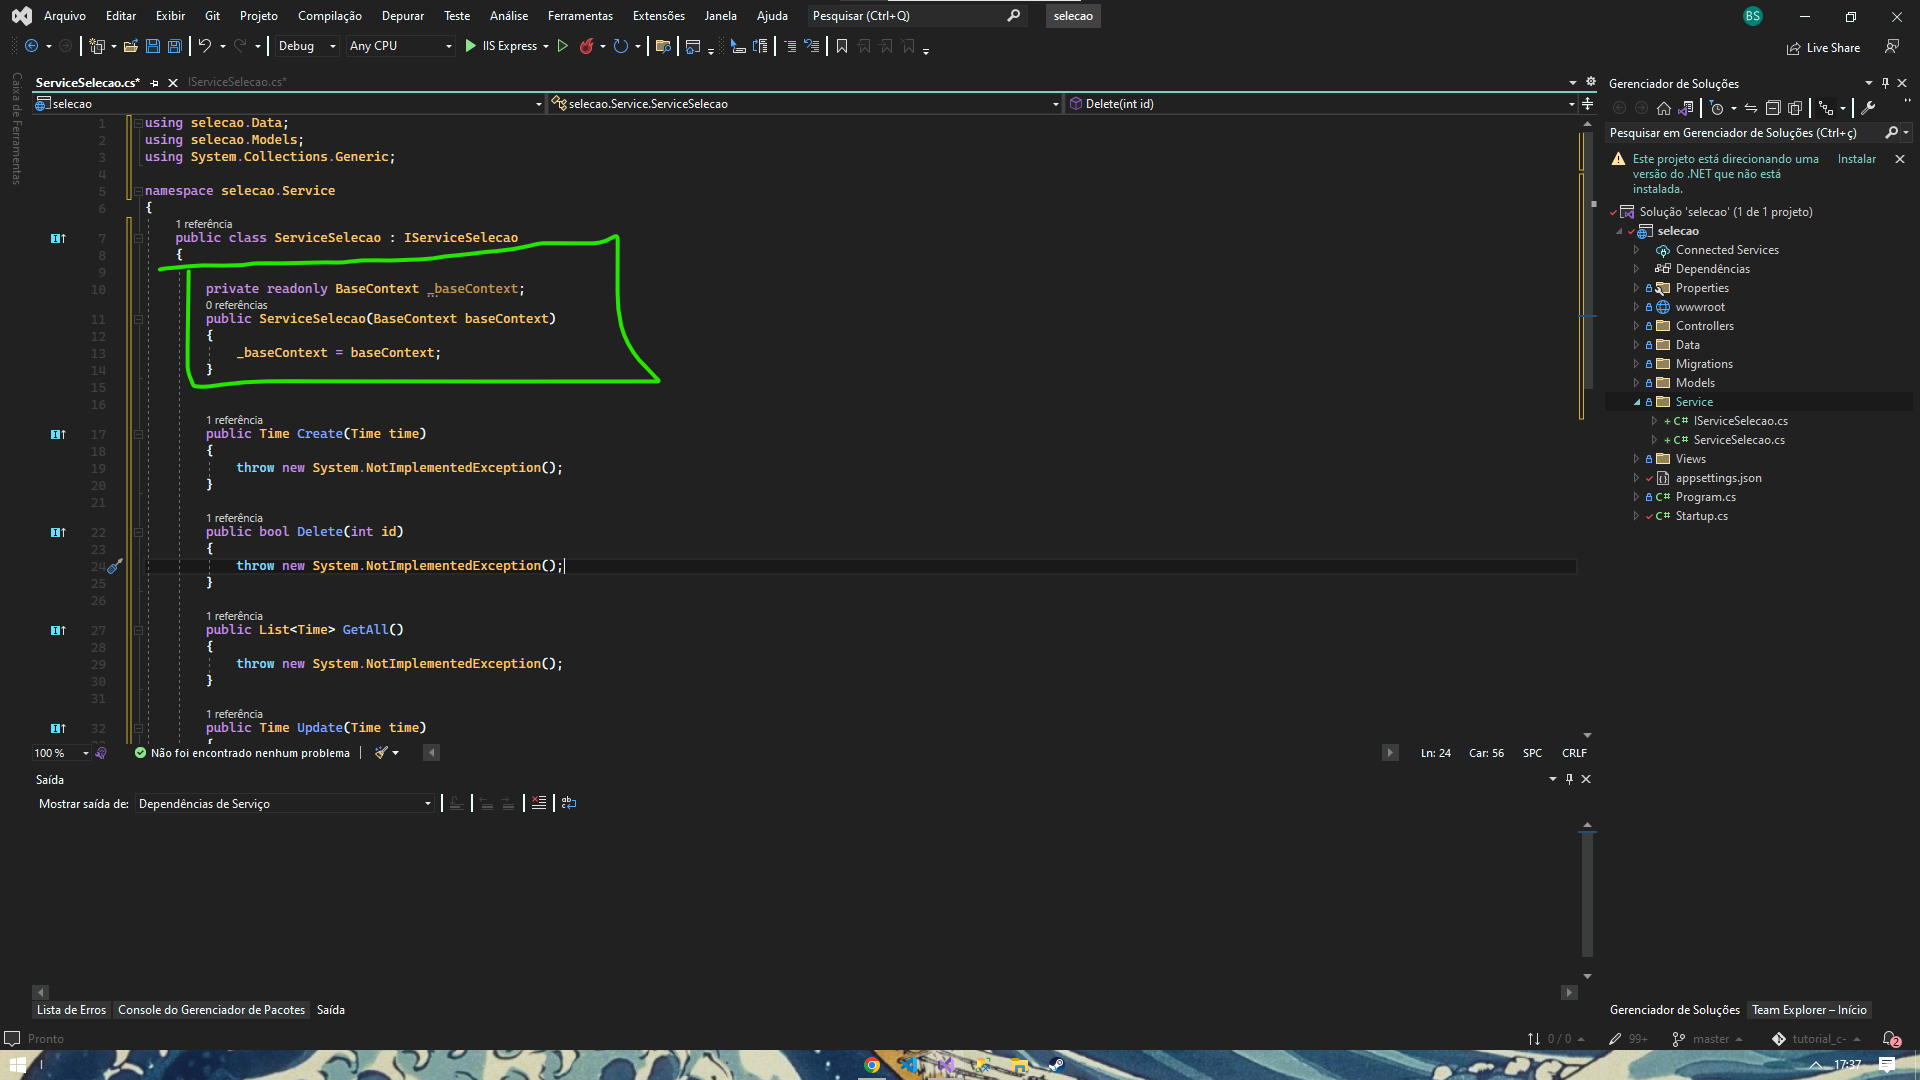 Arquivo Editar Exibir Git Projeto Compilação Depurar Teste Análise Ferramentas Extensões Janela Ajuda Pesquisar (Ctrl+Q) selecao BS
Debug Any CPU IIS Express Live Share
Caixa de Ferramentas
ServiceSelecao.cs* IServiceSelecao.cs*
selecao selecao.Service.ServiceSelecao Delete(int id)
1 using selecao.Data;
2 using selecao.Models;
3 using System.Collections.Generic;
4
5 namespace selecao.Service
6 {
1 referência
7 public class ServiceSelecao : IServiceSelecao
8 {
9
10 private readonly BaseContext _baseContext;
0 referências
11 public ServiceSelecao(BaseContext baseContext)
12 {
13 _baseContext = baseContext;
14 }
15
16
1 referência
17 public Time Create(Time time)
18 {
19 throw new System.NotImplementedException();
20 }
21
1 referência
22 public bool Delete(int id)
23 {
24 throw new System.NotImplementedException();
25 }
26
1 referência
27 public List<Time> GetAll()
28 {
29 throw new System.NotImplementedException();
30 }
31
1 referência
32 public Time Update(Time time)
{
100 % Não foi encontrado nenhum problema Ln: 24 Car: 56 SPC CRLF
Saída
Mostrar saída de: Dependências de Serviço
Lista de Erros Console do Gerenciador de Pacotes Saída
Gerenciador de Soluções
Pesquisar em Gerenciador de Soluções (Ctrl+ç)
Este projeto está direcionando uma Instalar
versão do .NET que não está
instalada.
Solução 'selecao' (1 de 1 projeto)
selecao
Connected Services
Dependências
Properties
wwwroot
Controllers
Data
Migrations
Models
Service
+ C# IServiceSelecao.cs
+ C# ServiceSelecao.cs
Views
appsettings.json
C# Program.cs
C# Startup.cs
Gerenciador de Soluções Team Explorer – Início
Pronto 0 / 0 99+ master tutorial_c- 2
17:37